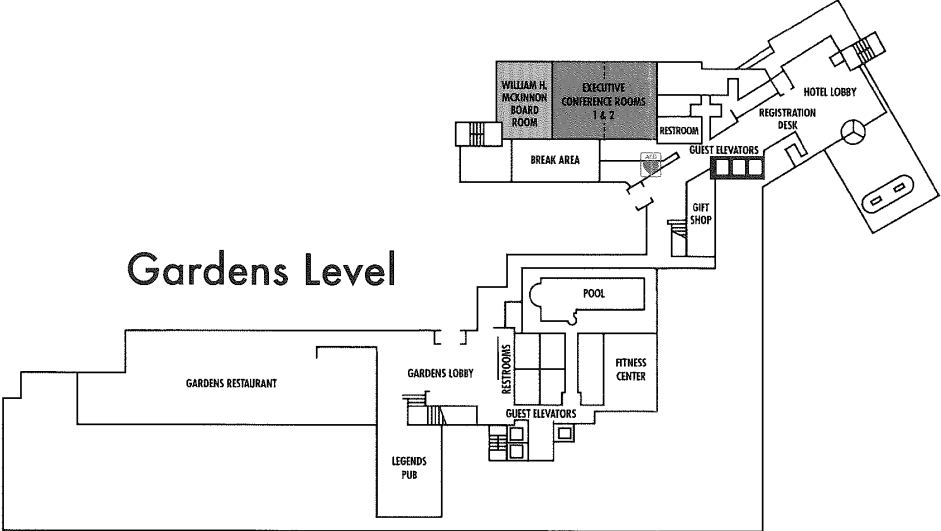 WILLIAM H.
MCKINNON
BOARD
ROOM
EXECUTIVE
CONFERENCE ROOMS
1 & 2
HOTEL LOBBY
REGISTRATION
DESK
RESTROOM
GUEST ELEVATORS
BREAK AREA
AED
GIFT
SHOP
Gardens Level
POOL
GARDENS RESTAURANT
GARDENS LOBBY
RESTROOMS
FITNESS
CENTER
GUEST ELEVATORS
LEGENDS
PUB